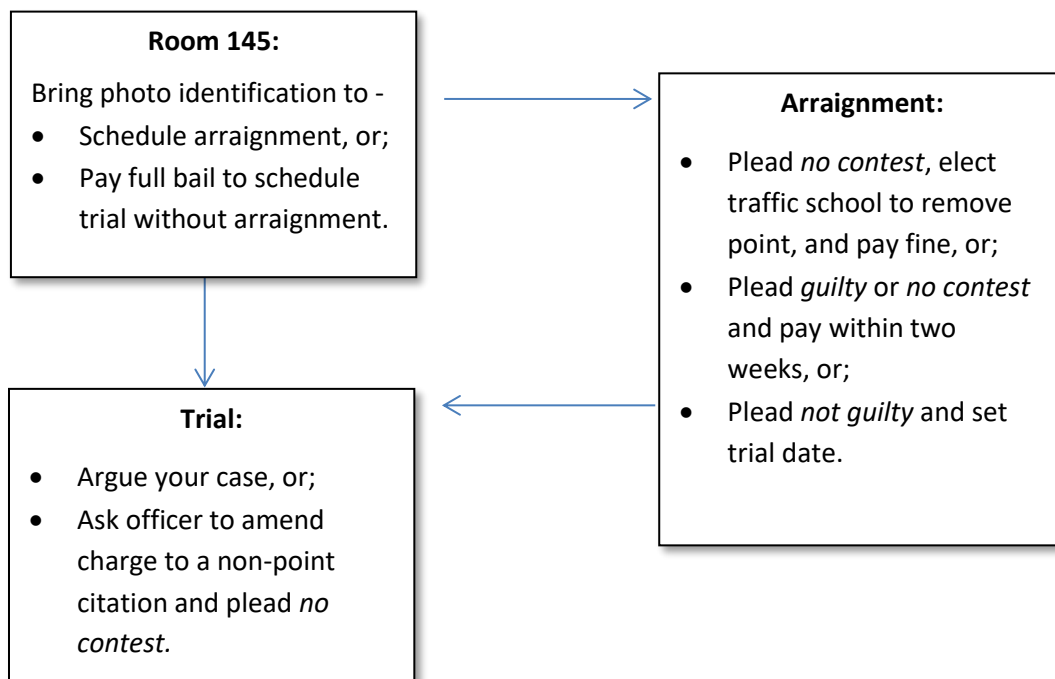 Room 145:
Bring photo identification to -
• Schedule arraignment, or;
• Pay full bail to schedule
trial without arraignment.
Arraignment:
• Plead no contest, elect
traffic school to remove
point, and pay fine, or;
• Plead guilty or no contest
and pay within two
weeks, or;
• Plead not guilty and set
trial date.
Trial:
• Argue your case, or;
• Ask officer to amend
charge to a non-point
citation and plead no
contest.